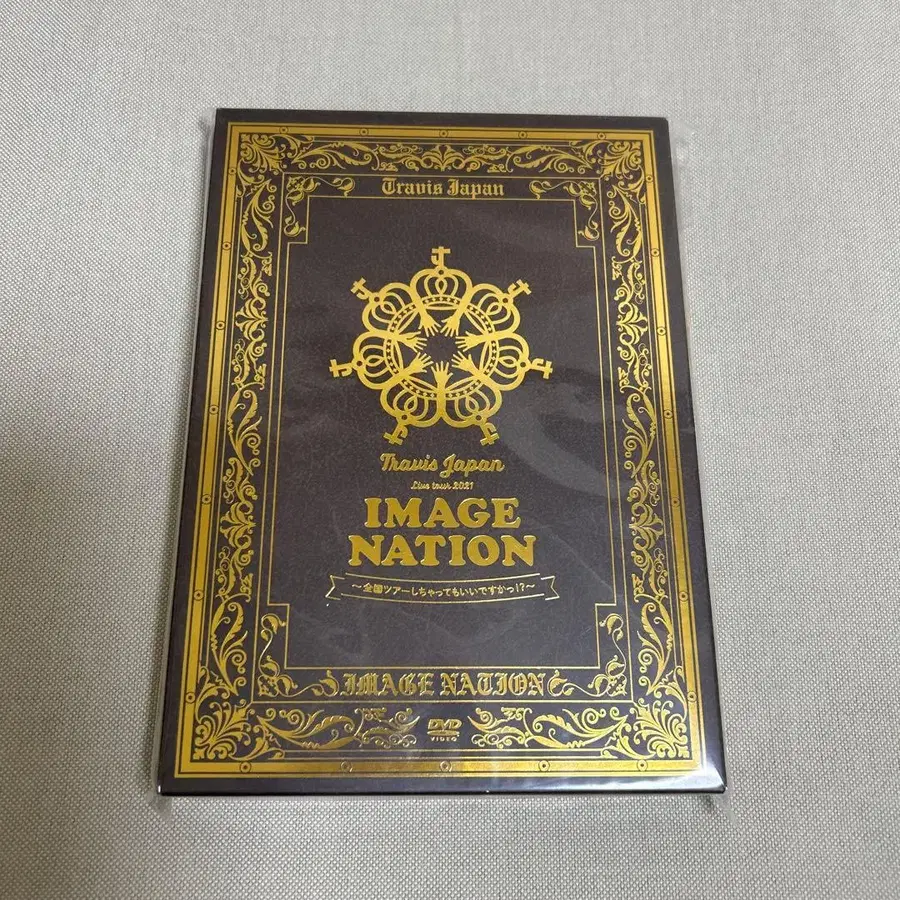 Travis Japan
Travis Japan
Live tour 2021
IMAGE
NATION
～全国ツアーしちゃってもいいですかっ!?～
IMAGE NATION
DVD
VIDEO